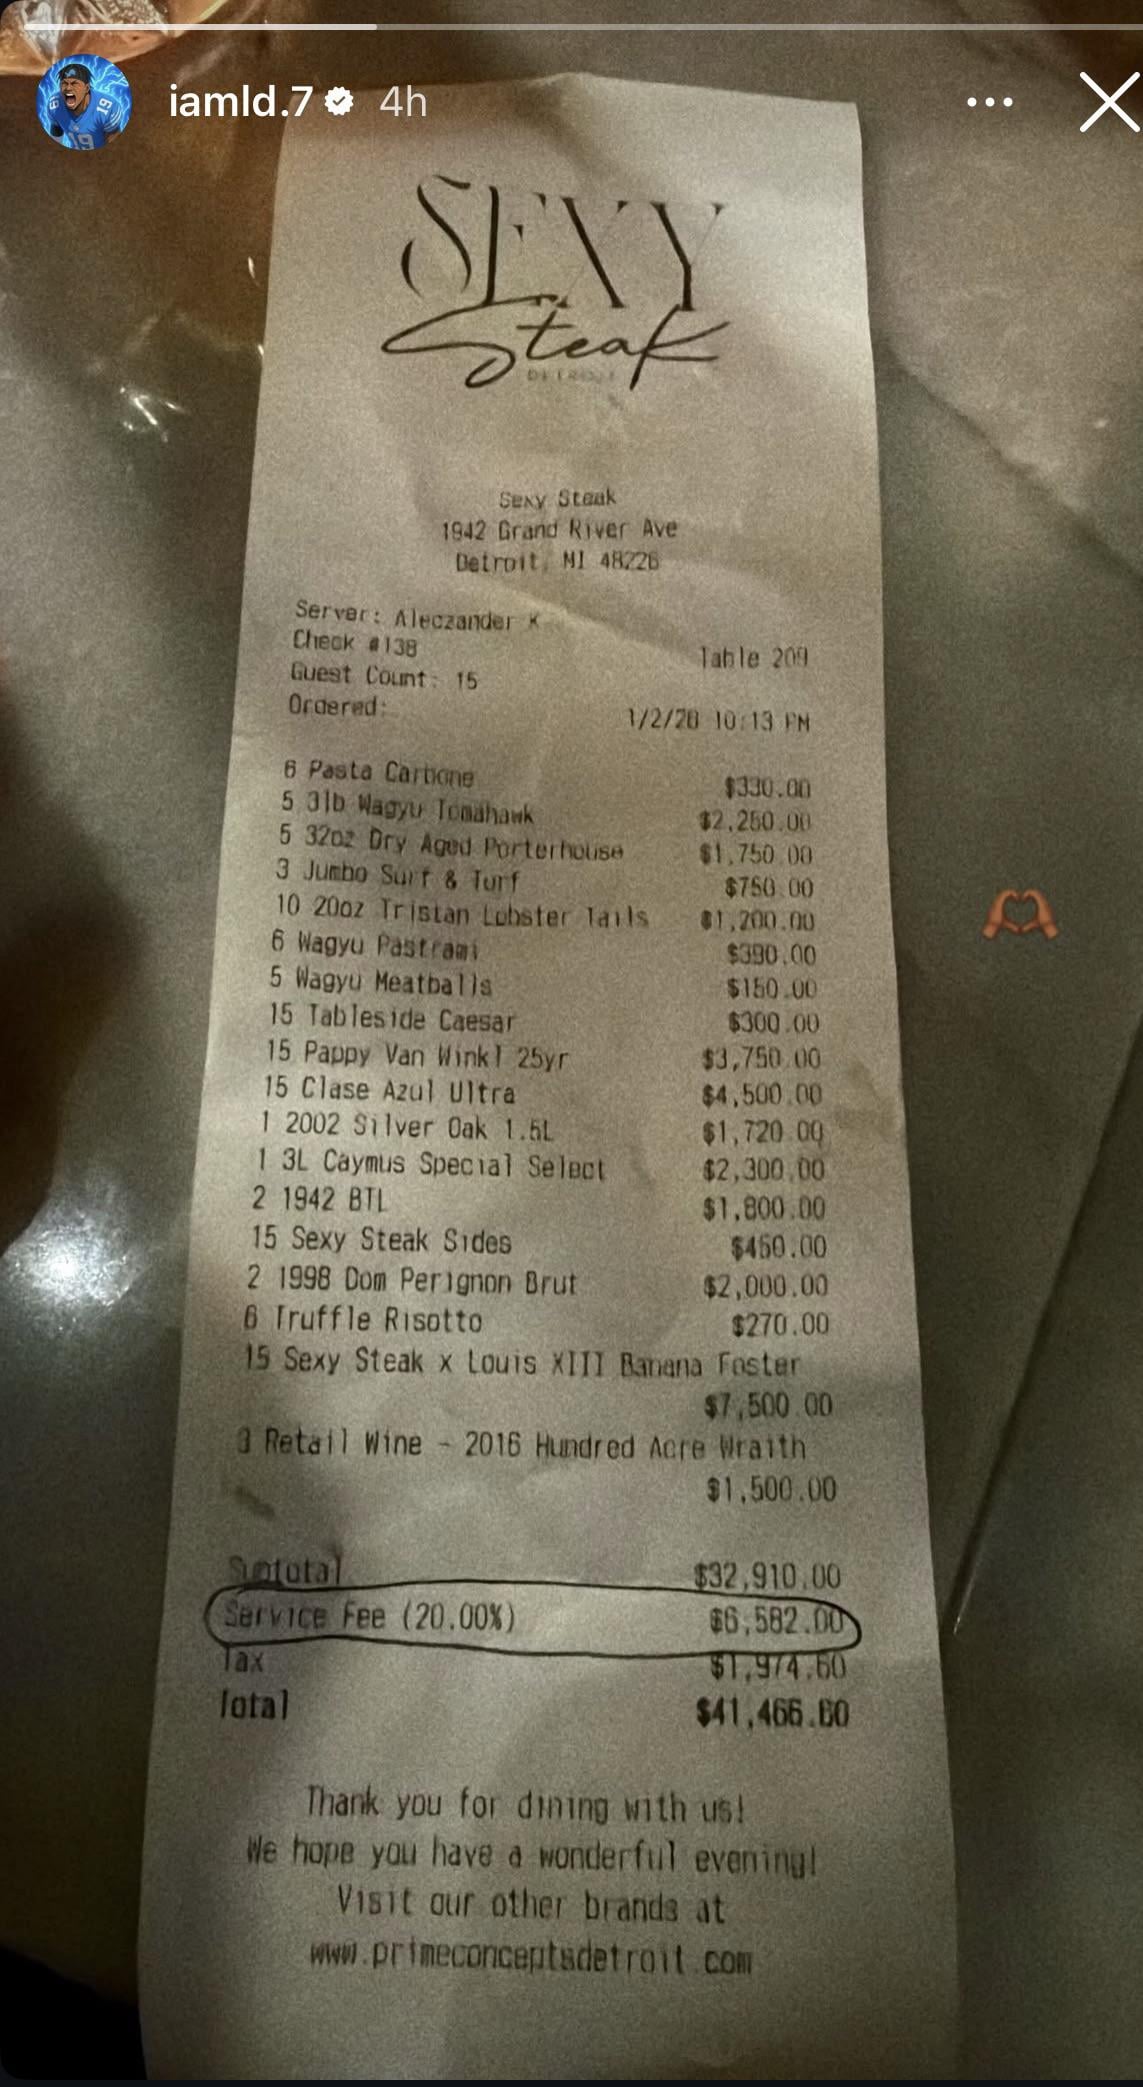 iamld.7 4h
SEXY
Steak
DETROIT
Sexy Steak
1942 Grand River Ave
Detroit, MI 48226
Server: Aleczander K
Check #138
Table 209
Guest Count: 15
Ordered:
1/2/26 10:13 PM
6 Pasta Carbone $330.00
5 3lb Wagyu Tomahawk $2,250.00
5 32oz Dry Aged Porterhouse $1,750.00
3 Jumbo Surf & Turf $750.00
10 20oz Tristan Lobster Tails $1,200.00
6 Wagyu Pastrami $390.00
5 Wagyu Meatballs $150.00
15 Tableside Caesar $300.00
15 Pappy Van Winkl 25yr $3,750.00
15 Clase Azul Ultra $4,500.00
1 2002 Silver Oak 1.5L $1,720.00
1 3L Caymus Special Select $2,300.00
2 1942 BTL $1,800.00
15 Sexy Steak Sides $450.00
2 1998 Dom Perignon Brut $2,000.00
6 Truffle Risotto $270.00
15 Sexy Steak x Louis XIII Banana Foster
$7,500.00
3 Retail Wine - 2016 Hundred Acre Wraith
$1,500.00
Subtotal $32,910.00
Service Fee (20.00%) $6,582.00
Tax $1,974.60
Total $41,466.60
Thank you for dining with us!
We hope you have a wonderful evening!
Visit our other brands at
www.primeconceptsdetroit.com